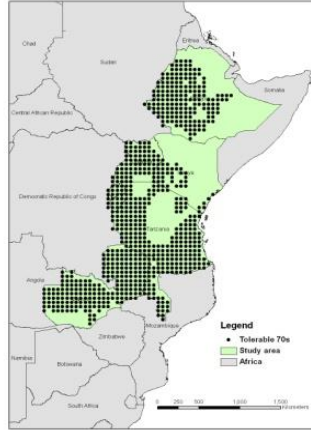 Eritrea
Chad
Sudan
Somalia
Central African Republic
Democratic Republic of Congo
Tanzania
Angola
Mozambique
Zimbabwe
Namibia
Botswana
South Africa
Legend
Tolerable 70s
Study area
Africa
0 250 500 1,000 1,500
Kilometers